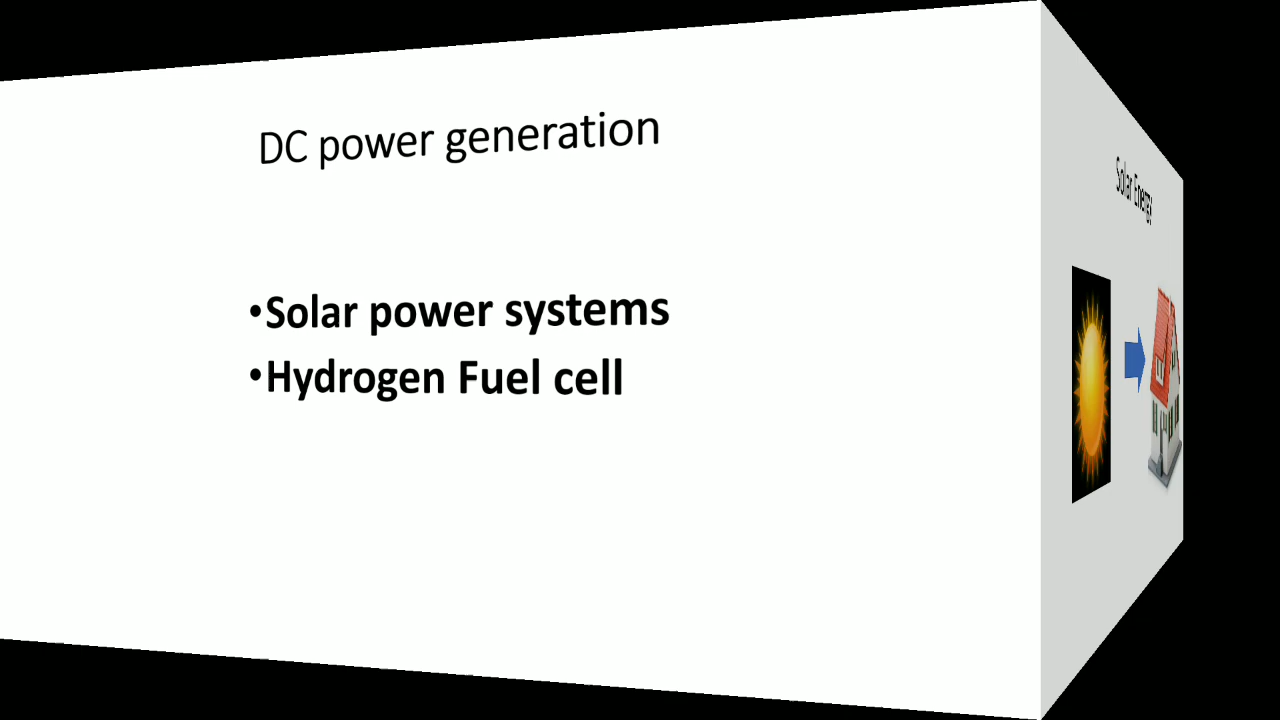 DC power generation
•Solar power systems
•Hydrogen Fuel cell
Solar Energy